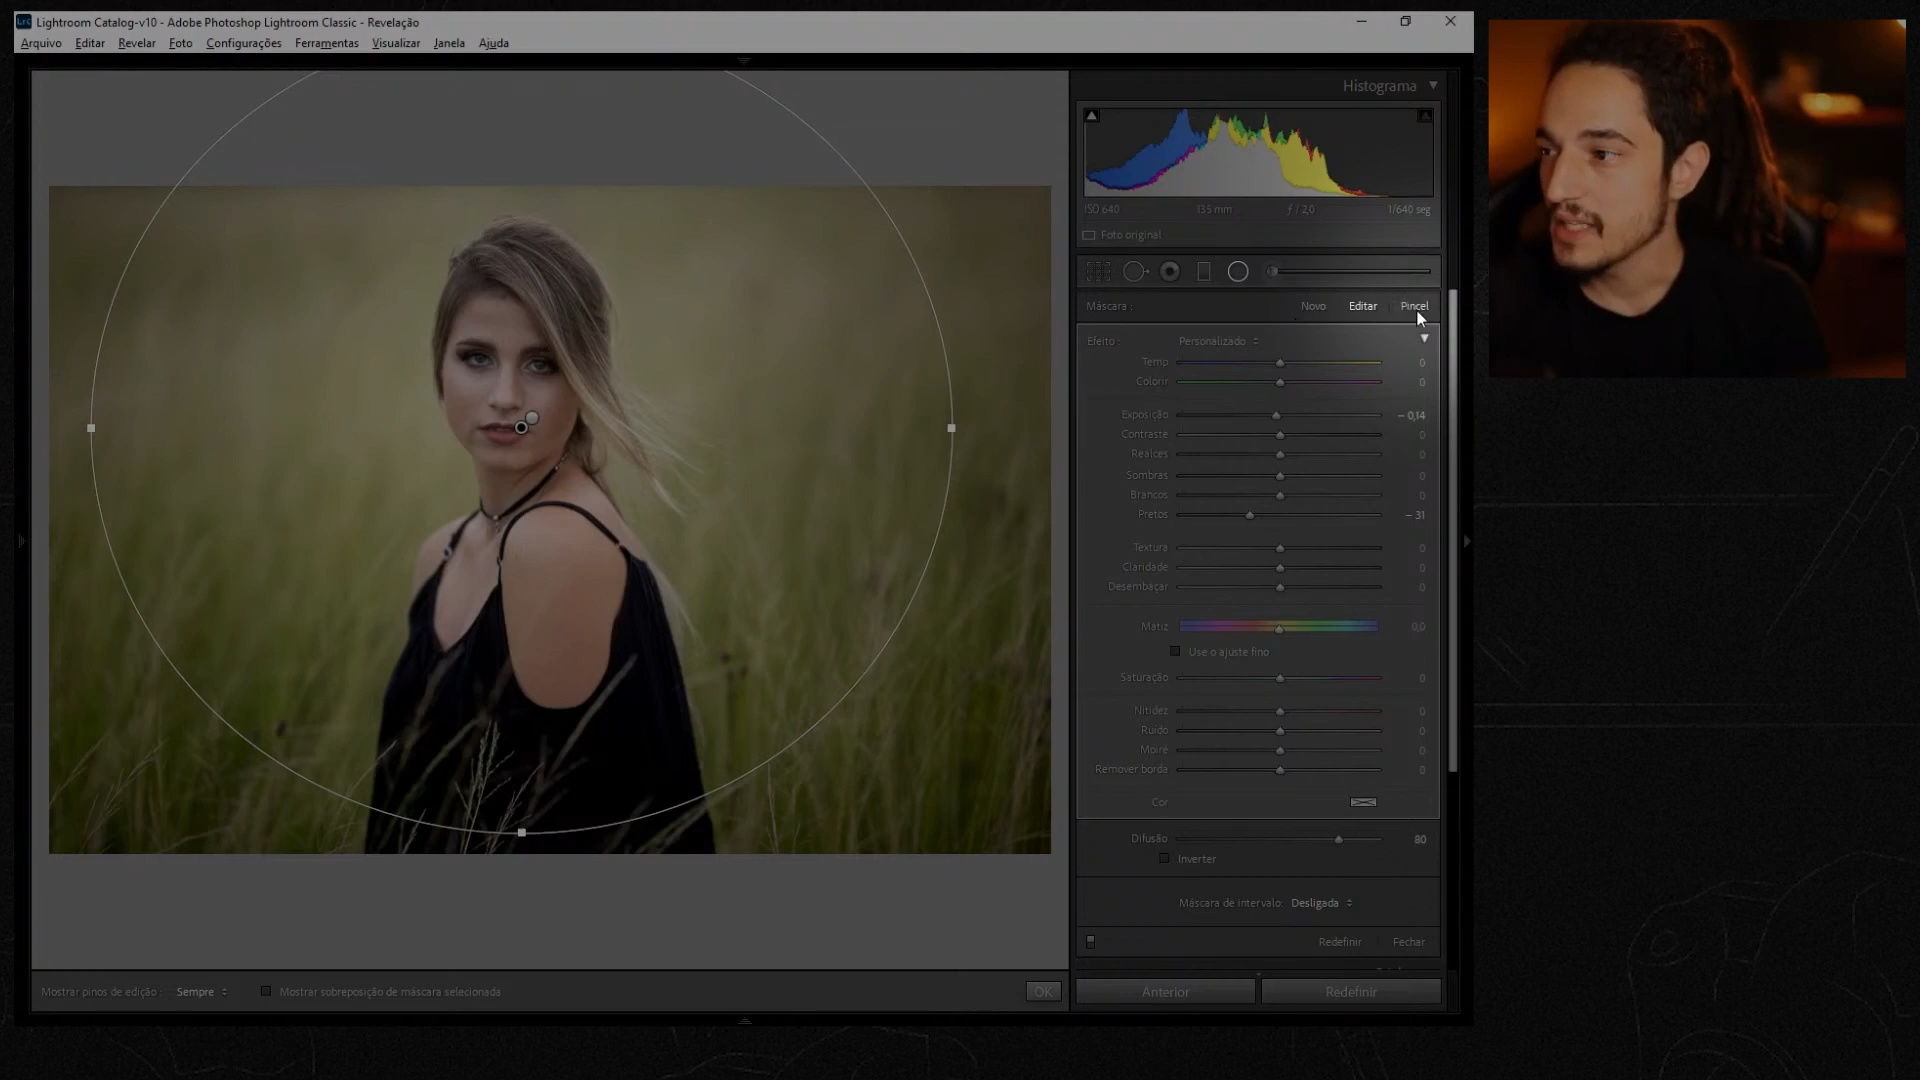 Lrc Lightroom Catalog-v10 - Adobe Photoshop Lightroom Classic - Revelação
Arquivo Editar Revelar Foto Configurações Ferramentas Visualizar Janela Ajuda
Histograma
ISO 640 135 mm ƒ / 2,0 1/640 seg
Foto original
Máscara : Novo Editar Pincel
Efeito : Personalizado
Temp 0
Colorir 0
Exposição − 0,14
Contraste 0
Realces 0
Sombras 0
Brancos 0
Pretos − 31
Textura 0
Claridade 0
Desembaçar 0
Matiz 0,0
Use o ajuste fino
Saturação 0
Nitidez 0
Ruído 0
Moiré 0
Remover borda 0
Cor
Difusão 80
Inverter
Máscara de intervalo: Desligada
Redefinir Fechar
Mostrar pinos de edição : Sempre Mostrar sobreposição de máscara selecionada OK
Anterior Redefinir